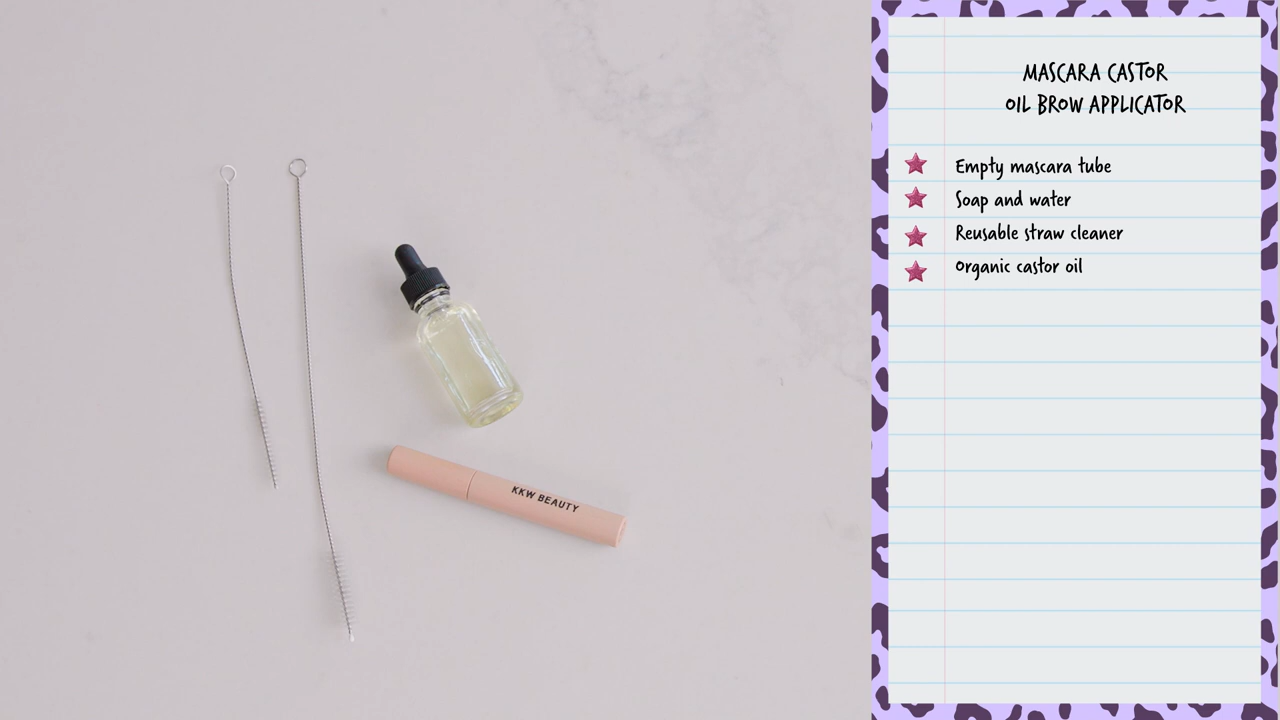 MASCARA CASTOR
OIL BROW APPLICATOR
Empty mascara tube
Soap and water
Reusable straw cleaner
Organic castor oil
KKW BEAUTY